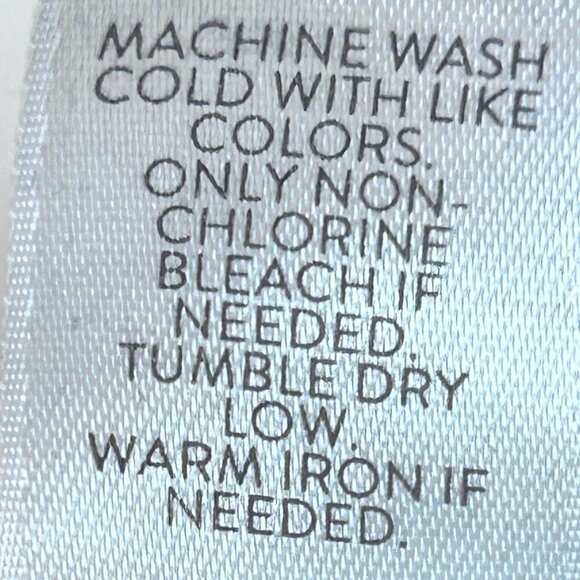 MACHINE WASH
COLD WITH LIKE
COLORS.
ONLY NON-
CHLORINE
BLEACH IF
NEEDED.
TUMBLE DRY
LOW.
WARM IRON IF
NEEDED.